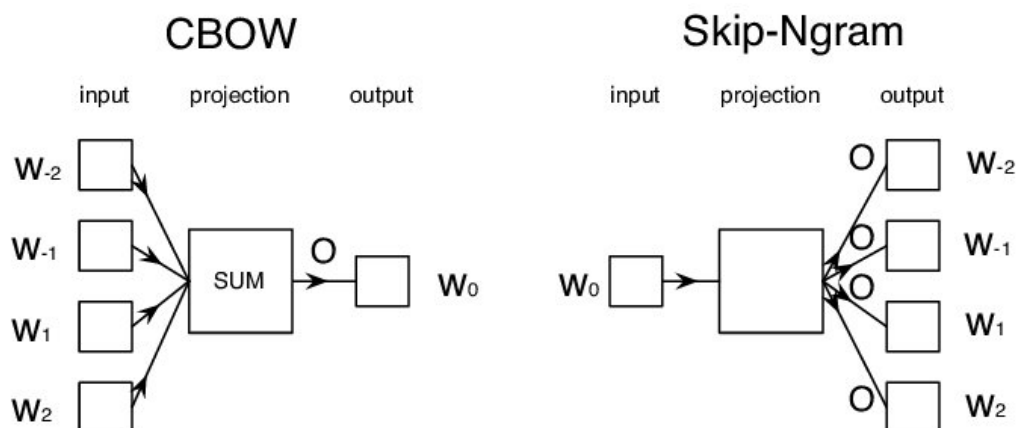 CBOW
input projection output
w-2
w-1
w1
w2
SUM
O
w0
Skip-Ngram
input projection output
w0
O
O
O
O
w-2
w-1
w1
w2